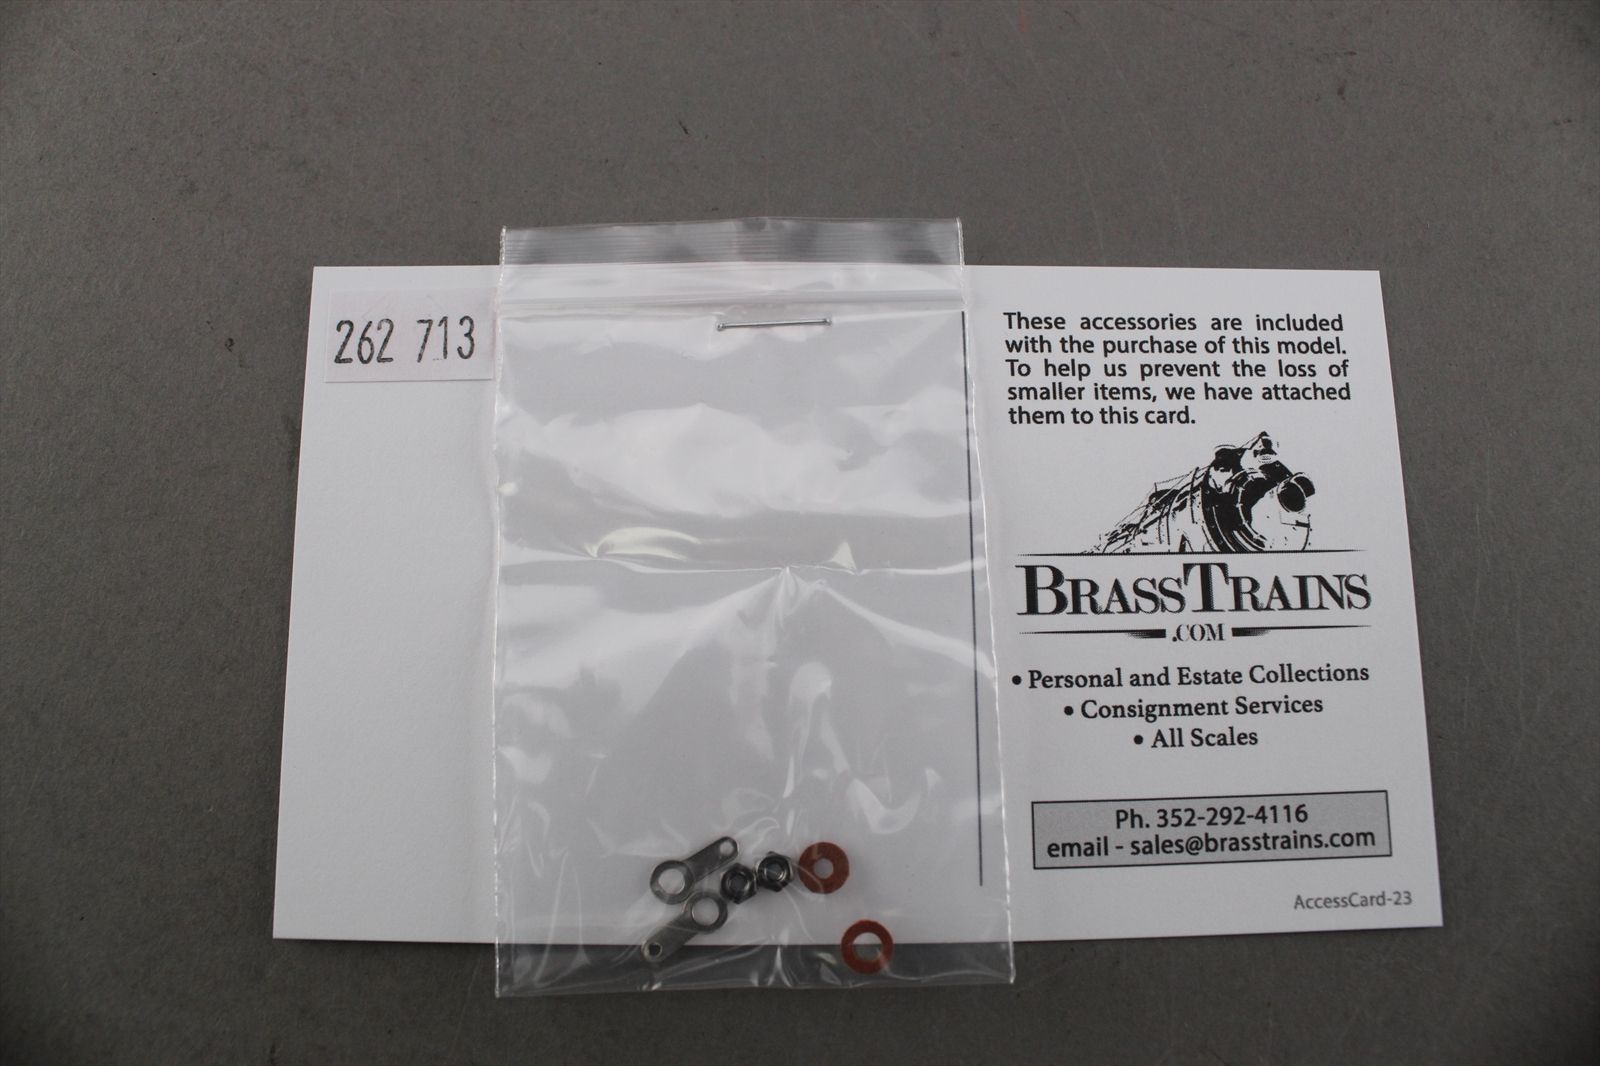 262 713
These accessories are included
with the purchase of this model.
To help us prevent the loss of
smaller items, we have attached
them to this card.
BRASSTRAINS
.COM
• Personal and Estate Collections
• Consignment Services
• All Scales
Ph. 352-292-4116
email - sales@brasstrains.com
AccessCard-23